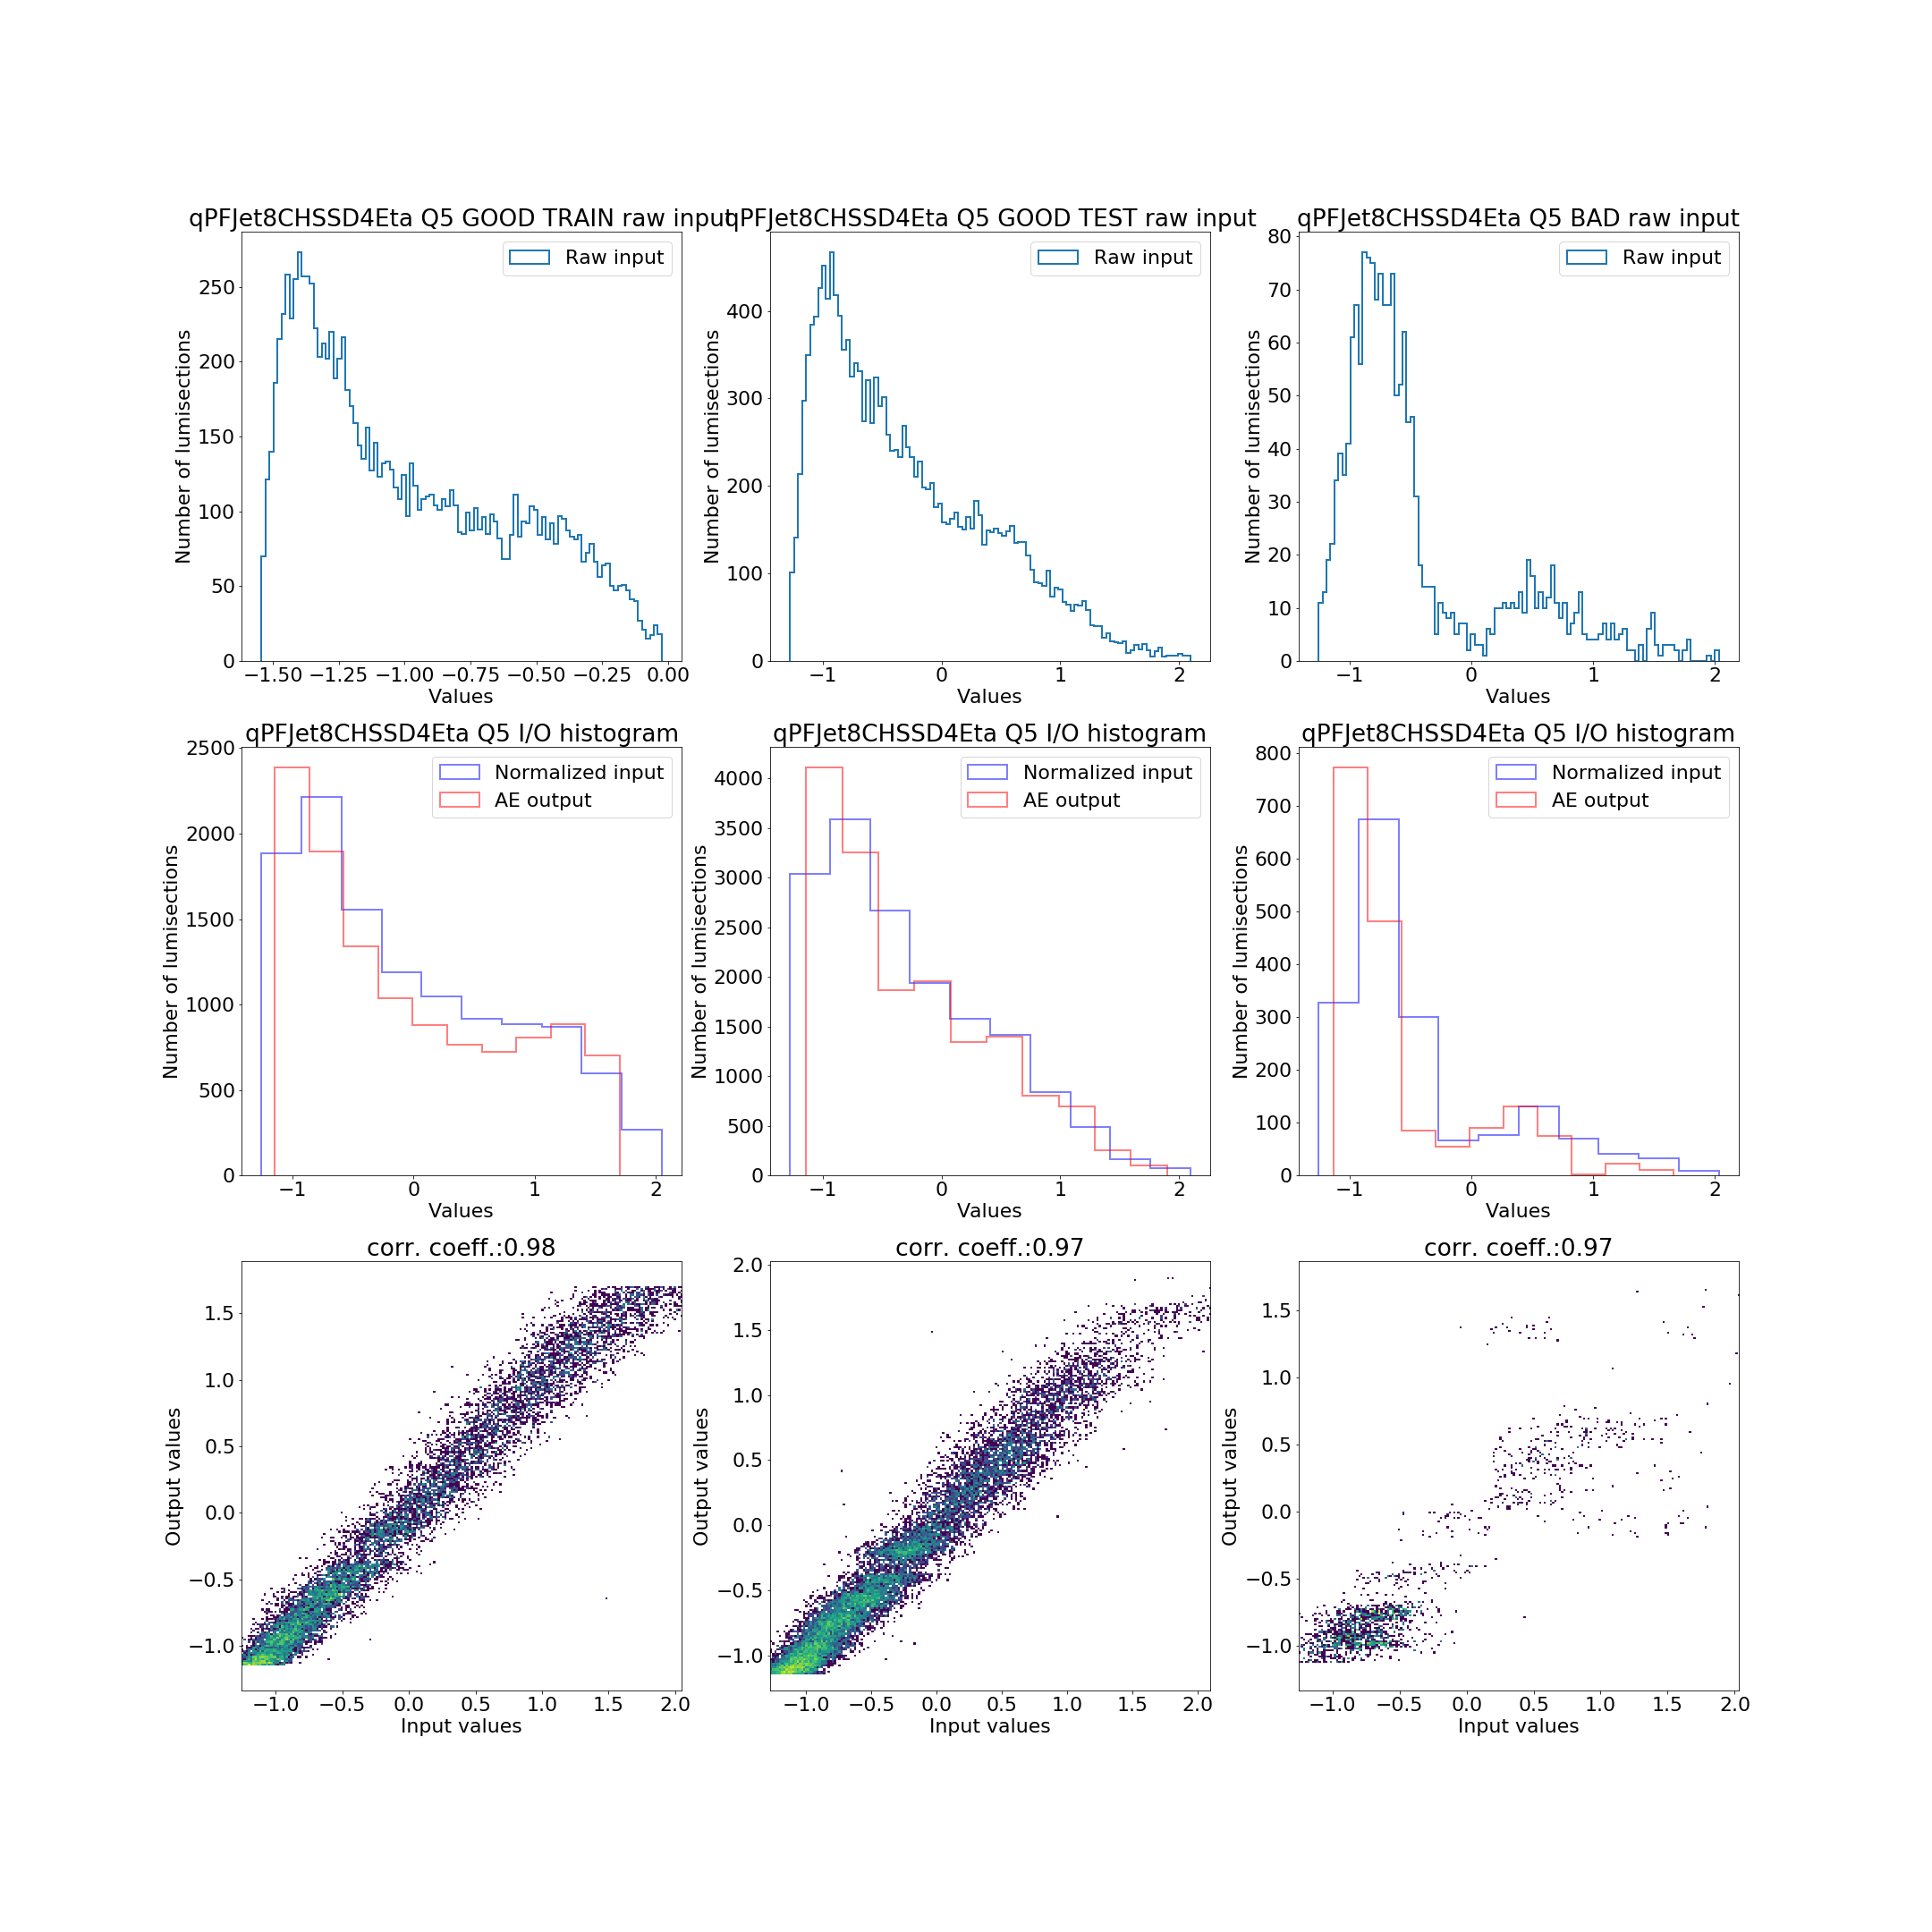 qPFJet8CHSSD4Eta Q5 GOOD TRAIN raw input
qPFJet8CHSSD4Eta Q5 GOOD TEST raw input
qPFJet8CHSSD4Eta Q5 BAD raw input
Raw input
Number of lumisections
250
200
150
100
50
0
−1.50 −1.25 −1.00 −0.75 −0.50 −0.25 0.00
Values
Raw input
Number of lumisections
400
300
200
100
0
−1 0 1 2
Values
Raw input
Number of lumisections
80
70
60
50
40
30
20
10
0
−1 0 1 2
Values
qPFJet8CHSSD4Eta Q5 I/O histogram
Normalized input
AE output
Number of lumisections
2500
2000
1500
1000
500
0
−1 0 1 2
Values
qPFJet8CHSSD4Eta Q5 I/O histogram
Normalized input
AE output
Number of lumisections
4000
3500
3000
2500
2000
1500
1000
500
0
−1 0 1 2
Values
qPFJet8CHSSD4Eta Q5 I/O histogram
Normalized input
AE output
Number of lumisections
800
700
600
500
400
300
200
100
0
−1 0 1 2
Values
corr. coeff.:0.98
Output values
1.5
1.0
0.5
0.0
−0.5
−1.0
−1.0 −0.5 0.0 0.5 1.0 1.5 2.0
Input values
corr. coeff.:0.97
Output values
2.0
1.5
1.0
0.5
0.0
−0.5
−1.0
−1.0 −0.5 0.0 0.5 1.0 1.5 2.0
Input values
corr. coeff.:0.97
Output values
1.5
1.0
0.5
0.0
−0.5
−1.0
−1.0 −0.5 0.0 0.5 1.0 1.5 2.0
Input values